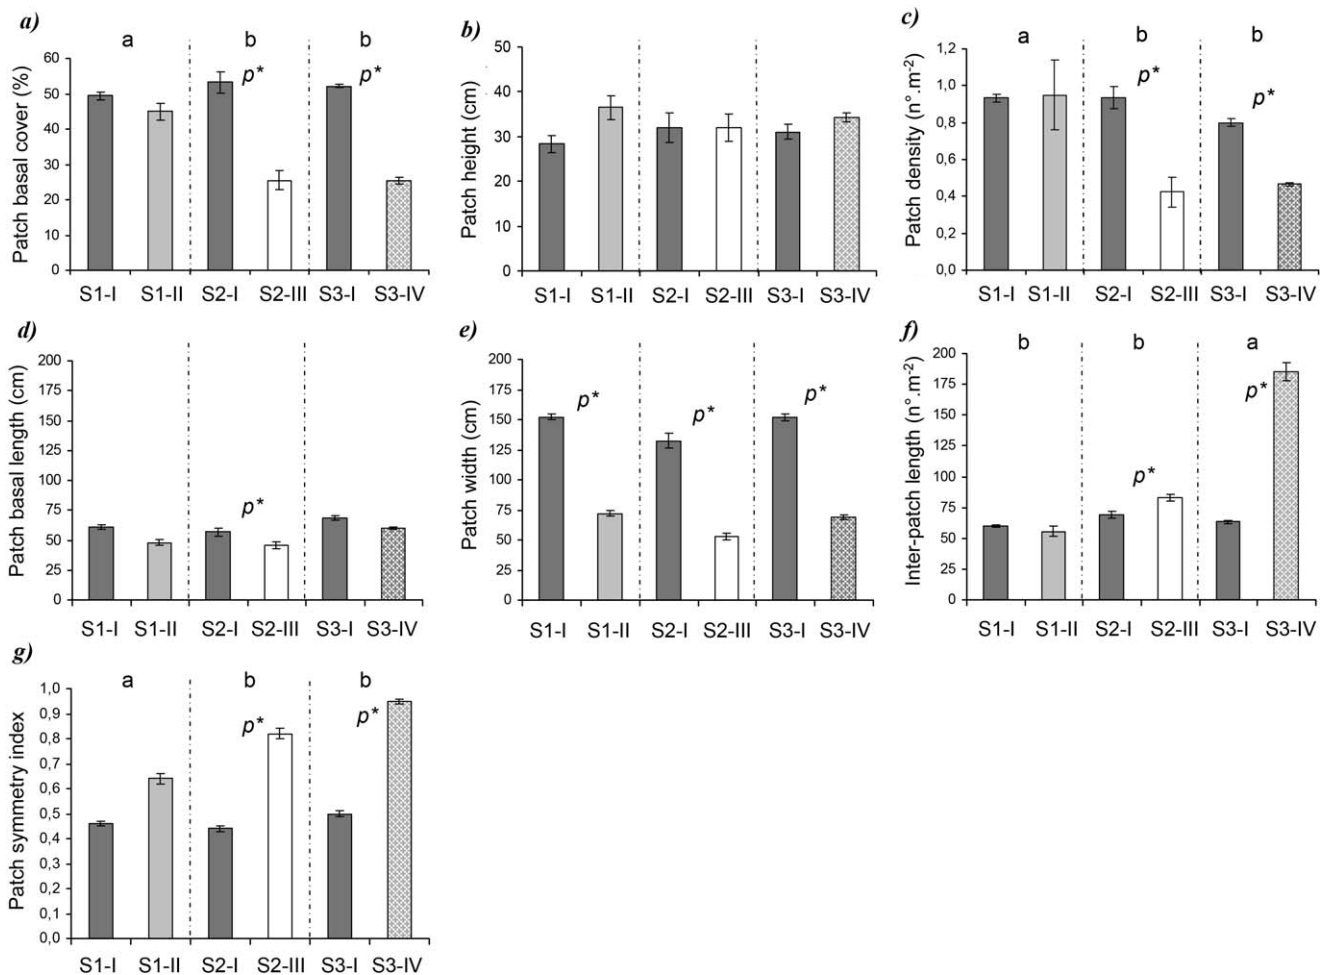 a)
a b b
Patch basal cover (%)
60
50
40
30
20
10
0
p* p*
S1-I S1-II S2-I S2-III S3-I S3-IV
b)
Patch height (cm)
50
40
30
20
10
0
S1-I S1-II S2-I S2-III S3-I S3-IV
c)
a b b
Patch density (n°.m-2)
1,2
1,0
0,8
0,6
0,4
0,2
0,0
p* p*
S1-I S1-II S2-I S2-III S3-I S3-IV
d)
Patch basal length (cm)
200
175
150
125
100
75
50
25
0
p*
S1-I S1-II S2-I S2-III S3-I S3-IV
e)
Patch width (cm)
200
175
150
125
100
75
50
25
0
p* p* p*
S1-I S1-II S2-I S2-III S3-I S3-IV
f)
b b a
Inter-patch length (n°.m-2)
200
175
150
125
100
75
50
25
0
p* p*
S1-I S1-II S2-I S2-III S3-I S3-IV
g)
a b b
Patch symmetry index
1,0
0,9
0,8
0,7
0,6
0,5
0,4
0,3
0,2
0,1
0,0
p* p*
S1-I S1-II S2-I S2-III S3-I S3-IV